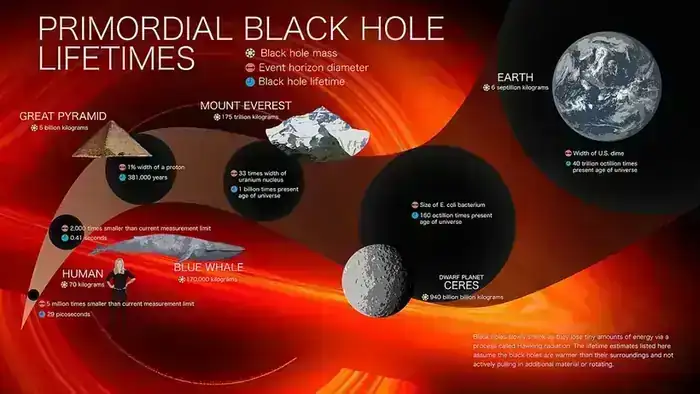 PRIMORDIAL BLACK HOLE
LIFETIMES
Black hole mass
Event horizon diameter
Black hole lifetime
EARTH
6 septillion kilograms
MOUNT EVEREST
175 trillion kilograms
GREAT PYRAMID
5 billion kilograms
1% width of a proton
381,000 years
33 times width of
uranium nucleus
1 billion times present
age of universe
Width of U.S. dime
40 trillion octillion times
present age of universe
Size of E. coli bacterium
160 octillion times present
age of universe
2,000 times smaller than current measurement limit
0.41 seconds
BLUE WHALE
170,000 kilograms
HUMAN
70 kilograms
DWARF PLANET
CERES
940 billion billion kilograms
5 million times smaller than current measurement limit
29 picoseconds
Black holes slowly shrink as they lose tiny amounts of energy via a
process called Hawking radiation. The lifetime estimates listed here
assume the black holes are warmer than their surroundings and not
actively pulling in additional material or rotating.